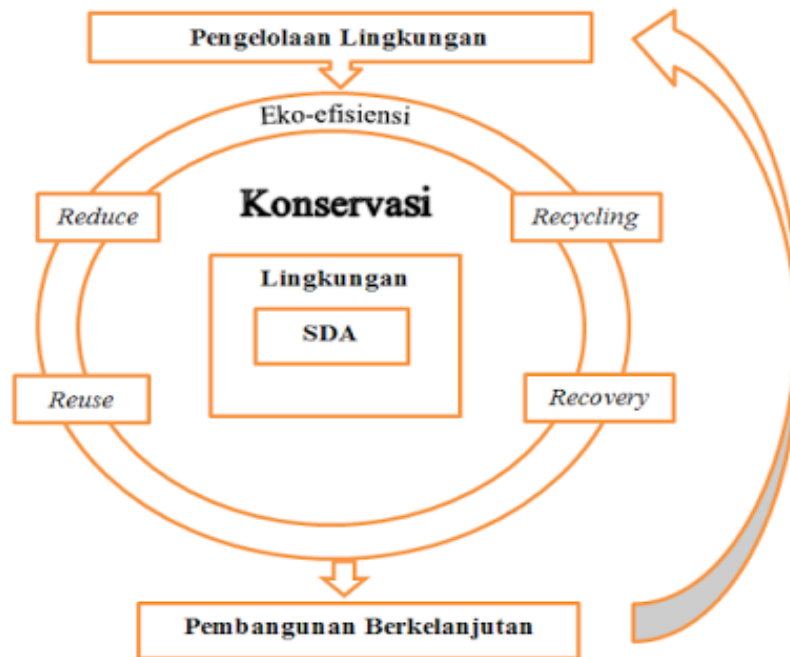 Pengelolaan Lingkungan
Eko-efisiensi
Konservasi
Reduce
Recycling
Lingkungan
SDA
Reuse
Recovery
Pembangunan Berkelanjutan